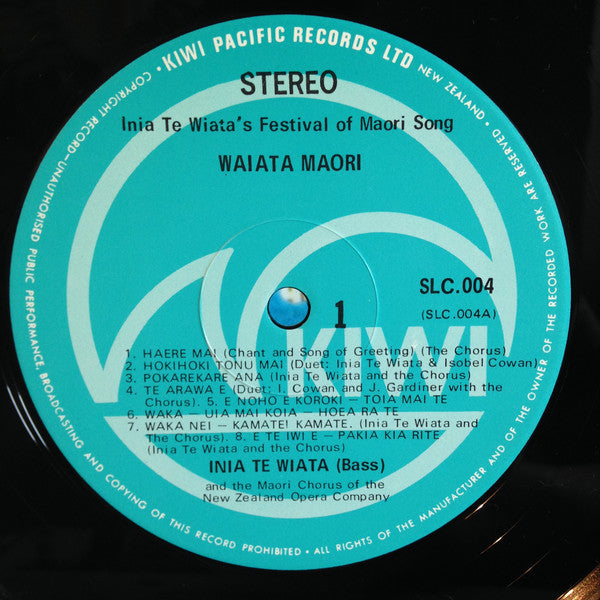 • KIWI PACIFIC RECORDS LTD NEW ZEALAND • ALL RIGHTS OF THE MANUFACTURER AND OF THE OWNER OF THE RECORDED WORK ARE RESERVED •
COPYRIGHT RECORD—UNAUTHORISED PUBLIC PERFORMANCE, BROADCASTING AND COPYING OF THIS RECORD PROHIBITED •
STEREO
Inia Te Wiata's Festival of Maori Song
WAIATA MAORI
SLC.004
1
(SLC.004A)
KIWI
1. HAERE MAI (Chant and Song of Greeting) (The Chorus)
2. HOKIHOKI TONU MAI (Duet: Inia Te Wiata & Isobel Cowan)
3. POKAREKARE ANA (Inia Te Wiata and the Chorus)
4. TE ARAWA E (Duet: I. Cowan and J. Gardiner with the
Chorus). 5. E NOHO E KOROKI — TOIA MAI TE
6. WAKA — UIA MAI KOIA — HOEA RA TE
7. WAKA NEI — KAMATE! KAMATE. (Inia Te Wiata and
The Chorus). 8. E TE IWI E — PAKIA KIA RITE
(Inia Te Wiata and the Chorus)
INIA TE WIATA (Bass)
and the Maori Chorus of the
New Zealand Opera Company